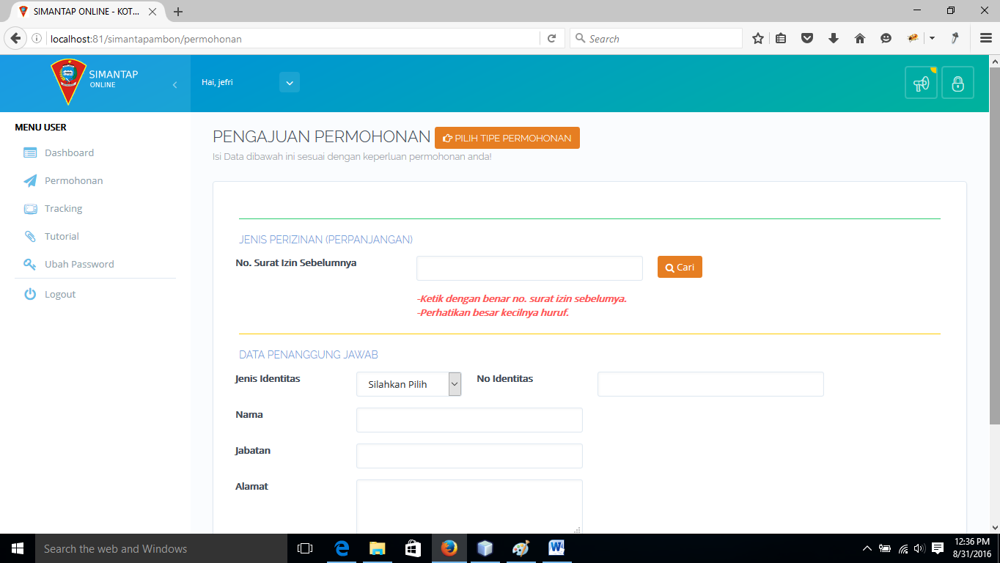 SIMANTAP ONLINE - KOT...
localhost:81/simantapambon/permohonan
Search
SIMANTAP
ONLINE
Hai, jefri
MENU USER
Dashboard
Permohonan
Tracking
Tutorial
Ubah Password
Logout
PENGAJUAN PERMOHONAN
PILIH TIPE PERMOHONAN
Isi Data dibawah ini sesuai dengan keperluan permohonan anda!
JENIS PERIZINAN (PERPANJANGAN)
No. Surat Izin Sebelumnya
Cari
-Ketik dengan benar no. surat izin sebelumya.
-Perhatikan besar kecilnya huruf.
DATA PENANGGUNG JAWAB
Jenis Identitas
Silahkan Pilih
No Identitas
Nama
Jabatan
Alamat
Search the web and Windows
12:36 PM
8/31/2016